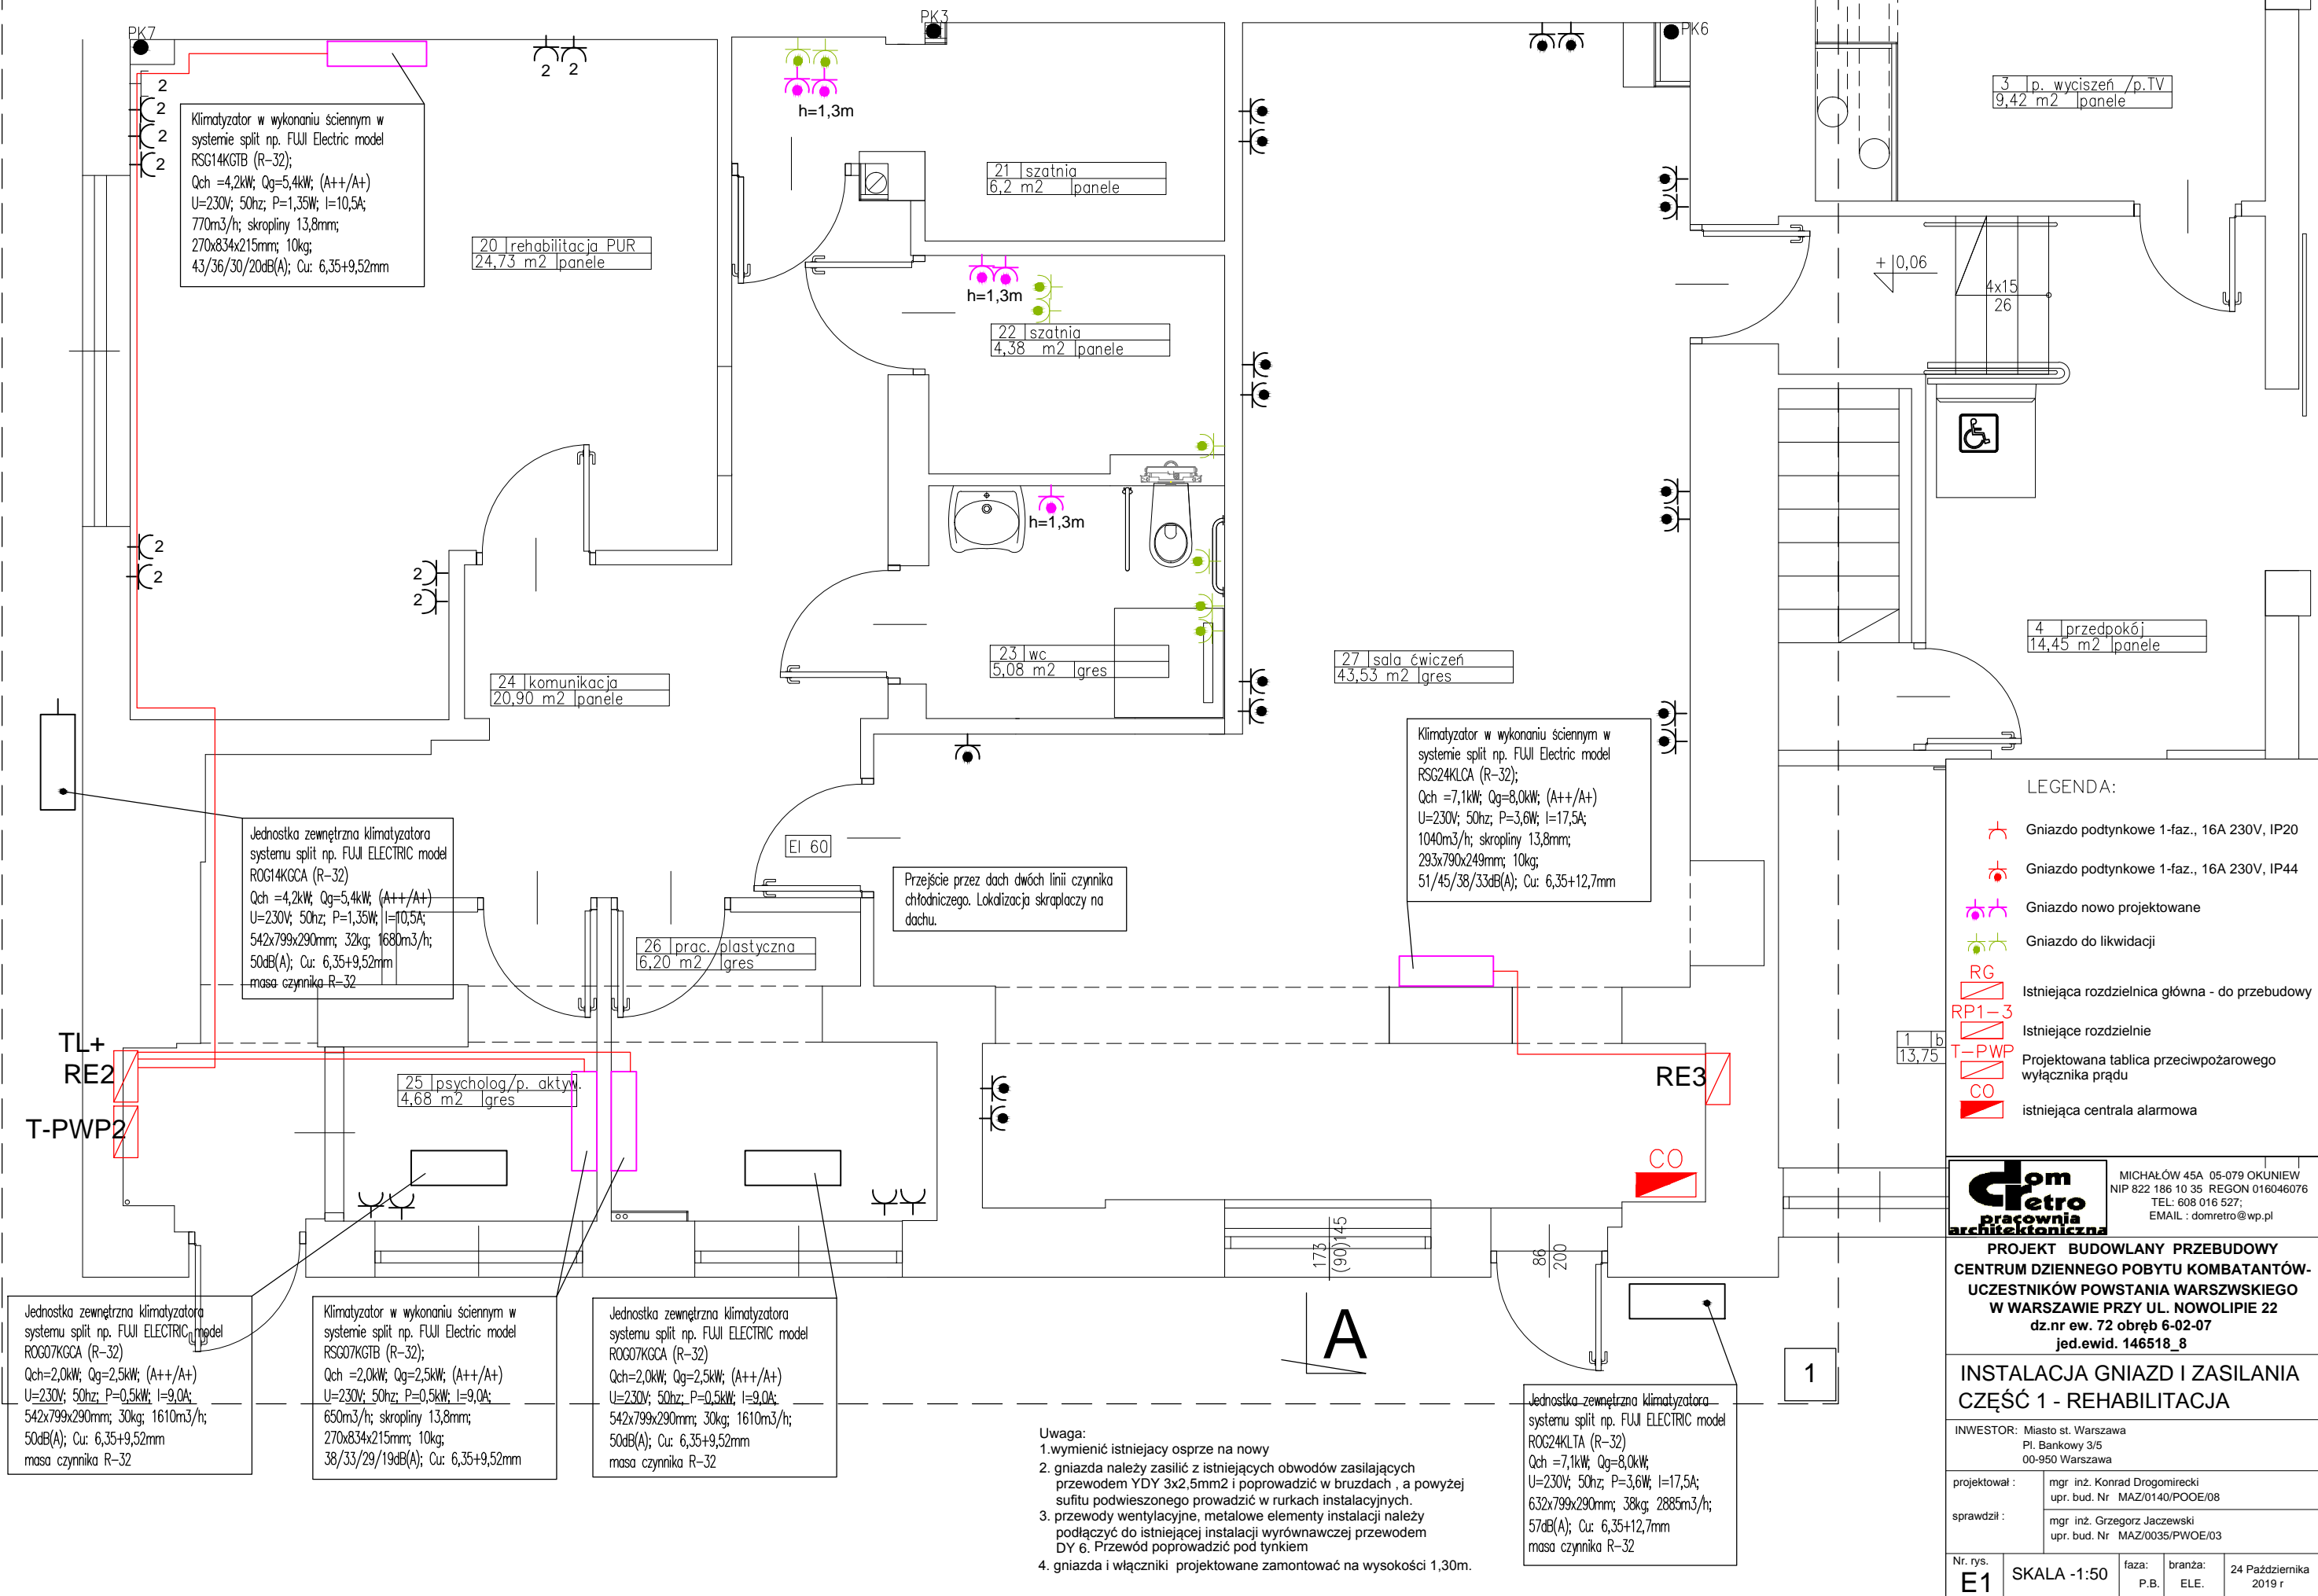 PK7
PK3
PK6
2 2
2
2
2
2
h=1,3m
Klimatyzator w wykonaniu ściennym w
systemie split np. FUJI Electric model
RSG14KGTB (R-32);
Qch =4,2kW; Qg=5,4kW; (A++/A+)
U=230V; 50hz; P=1,35W; I=10,5A;
770m3/h; skropliny 13,8mm;
270x834x215mm; 10kg;
43/36/30/20dB(A); Cu: 6,35+9,52mm
20 rehabilitacja PUR
24,73 m2 panele
21 szatnia
6,2 m2 panele
3 p. wyciszeń /p.TV
9,42 m2 panele
h=1,3m
22 szatnia
4,38 m2 panele
+ 0,06
4x15
26
h=1,3m
2
2
2
2
23 wc
5,08 m2 gres
24 komunikacja
20,90 m2 panele
27 sala ćwiczeń
43,53 m2 gres
4 przedpokój
14,45 m2 panele
Klimatyzator w wykonaniu ściennym w
systemie split np. FUJI Electric model
RSG24KLCA (R-32);
Qch =7,1kW; Qg=8,0kW; (A++/A+)
U=230V; 50hz; P=3,6W; I=17,5A;
1040m3/h; skropliny 13,8mm;
293x790x249mm; 10kg;
51/45/38/33dB(A); Cu: 6,35+12,7mm
Jednostka zewnętrzna klimatyzatora
systemu split np. FUJI ELECTRIC model
ROG14KGCA (R-32)
Qch =4,2kW; Qg=5,4kW; (A++/A+)
U=230V; 50hz; P=1,35W; I=10,5A;
542x799x290mm; 32kg; 1680m3/h;
50dB(A); Cu: 6,35+9,52mm
masa czynnika R-32
EI 60
Przejście przez dach dwóch linii czynnika
chłodniczego. Lokalizacja skraplaczy na
dachu.
26 prac. plastyczna
6,20 m2 gres
TL+
RE2
T-PWP2
25 psycholog/p. aktyw.
4,68 m2 gres
RE3
CO
1 b
13,75
173
(90)145
86
200
A
1
Jednostka zewnętrzna klimatyzatora
systemu split np. FUJI ELECTRIC model
ROG07KGCA (R-32)
Qch=2,0kW; Qg=2,5kW; (A++/A+)
U=230V; 50hz; P=0,5kW; I=9,0A;
542x799x290mm; 30kg; 1610m3/h;
50dB(A); Cu: 6,35+9,52mm
masa czynnika R-32
Klimatyzator w wykonaniu ściennym w
systemie split np. FUJI Electric model
RSG07KGTB (R-32);
Qch =2,0kW; Qg=2,5kW; (A++/A+)
U=230V; 50hz; P=0,5kW; I=9,0A;
650m3/h; skropliny 13,8mm;
270x834x215mm; 10kg;
38/33/29/19dB(A); Cu: 6,35+9,52mm
Jednostka zewnętrzna klimatyzatora
systemu split np. FUJI ELECTRIC model
ROG07KGCA (R-32)
Qch=2,0kW; Qg=2,5kW; (A++/A+)
U=230V; 50hz; P=0,5kW; I=9,0A;
542x799x290mm; 30kg; 1610m3/h;
50dB(A); Cu: 6,35+9,52mm
masa czynnika R-32
Jednostka zewnętrzna klimatyzatora
systemu split np. FUJI ELECTRIC model
ROG24KLTA (R-32)
Qch =7,1kW; Qg=8,0kW;
U=230V; 50hz; P=3,6W; I=17,5A;
632x799x290mm; 38kg; 2885m3/h;
57dB(A); Cu: 6,35+12,7mm
masa czynnika R-32
Uwaga:
1.wymienić istniejacy osprze na nowy
2. gniazda należy zasilić z istniejących obwodów zasilających
przewodem YDY 3x2,5mm2 i poprowadzić w bruzdach , a powyżej
sufitu podwieszonego prowadzić w rurkach instalacyjnych.
3. przewody wentylacyjne, metalowe elementy instalacji należy
podłączyć do istniejącej instalacji wyrównawczej przewodem
DY 6. Przewód poprowadzić pod tynkiem
4. gniazda i włączniki projektowane zamontować na wysokości 1,30m.
LEGENDA:
Gniazdo podtynkowe 1-faz., 16A 230V, IP20
Gniazdo podtynkowe 1-faz., 16A 230V, IP44
Gniazdo nowo projektowane
Gniazdo do likwidacji
RG
Istniejąca rozdzielnica główna - do przebudowy
RP1-3
Istniejące rozdzielnie
T-PWP
Projektowana tablica przeciwpożarowego
wyłącznika prądu
CO
istniejąca centrala alarmowa
dom
retro
pracownia
architektoniczna
MICHAŁÓW 45A 05-079 OKUNIEW
NIP 822 186 10 35 REGON 016046076
TEL: 608 016 527;
EMAIL : domretro@wp.pl
PROJEKT BUDOWLANY PRZEBUDOWY
CENTRUM DZIENNEGO POBYTU KOMBATANTÓW-
UCZESTNIKÓW POWSTANIA WARSZWSKIEGO
W WARSZAWIE PRZY UL. NOWOLIPIE 22
dz.nr ew. 72 obręb 6-02-07
jed.ewid. 146518_8
INSTALACJA GNIAZD I ZASILANIA
CZĘŚĆ 1 - REHABILITACJA
INWESTOR: Miasto st. Warszawa
Pl. Bankowy 3/5
00-950 Warszawa
projektował : mgr inż. Konrad Drogomirecki
upr. bud. Nr MAZ/0140/POOE/08
sprawdził : mgr inż. Grzegorz Jaczewski
upr. bud. Nr MAZ/0035/PWOE/03
Nr. rys.
E1
SKALA -1:50
faza:
P.B.
branża:
ELE.
24 Października
2019 r